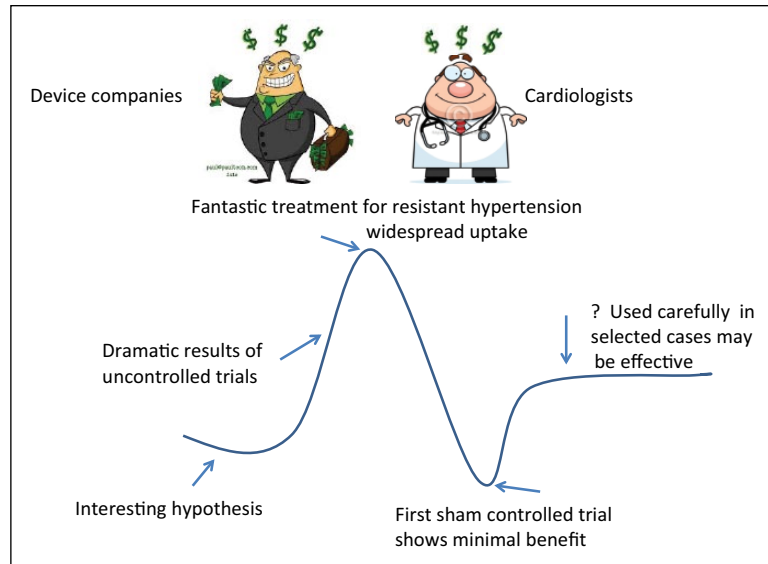 $ $ $
$ $ $
Device companies
Cardiologists
©
Fantastic treatment for resistant hypertension
widespread uptake
? Used carefully in
selected cases may
be effective
Dramatic results of
uncontrolled trials
Interesting hypothesis
First sham controlled trial
shows minimal benefit